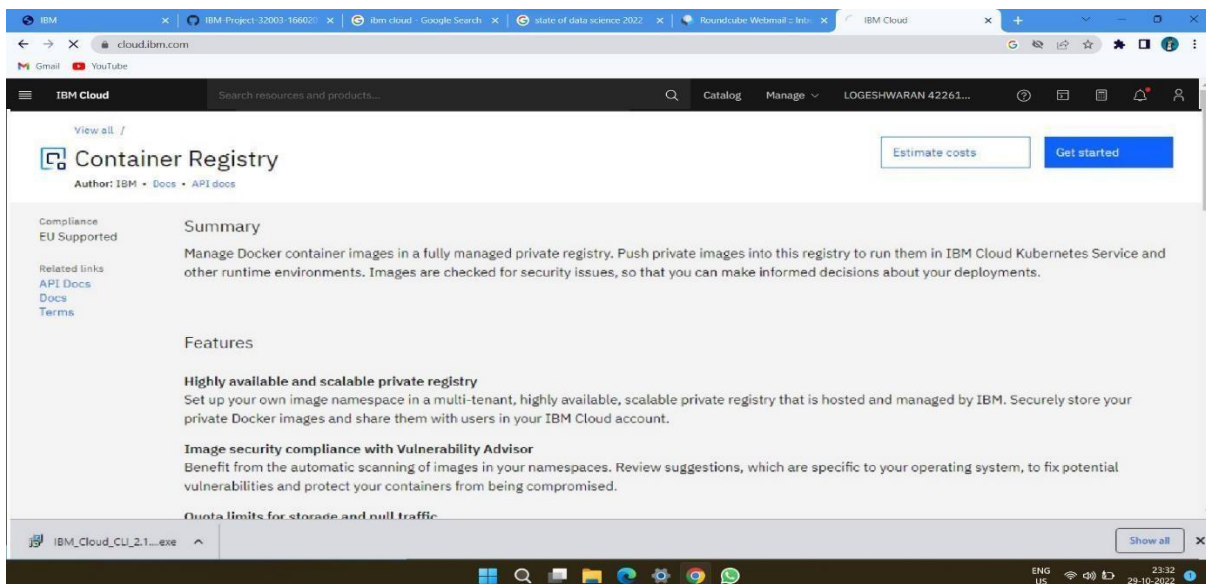 IBM
IBM-Project-32003-166020
ibm cloud - Google Search
state of data science 2022
Roundcube Webmail :: Inb
IBM Cloud
cloud.ibm.com
Gmail
YouTube
IBM Cloud
Search resources and products...
Catalog
Manage
LOGESHWARAN 42261...
View all /
Container Registry
Estimate costs
Get started
Author: IBM • Docs • API docs
Compliance
EU Supported
Related links
API Docs
Docs
Terms
Summary
Manage Docker container images in a fully managed private registry. Push private images into this registry to run them in IBM Cloud Kubernetes Service and
other runtime environments. Images are checked for security issues, so that you can make informed decisions about your deployments.
Features
Highly available and scalable private registry
Set up your own image namespace in a multi-tenant, highly available, scalable private registry that is hosted and managed by IBM. Securely store your
private Docker images and share them with users in your IBM Cloud account.
Image security compliance with Vulnerability Advisor
Benefit from the automatic scanning of images in your namespaces. Review suggestions, which are specific to your operating system, to fix potential
vulnerabilities and protect your containers from being compromised.
Quota limits for storage and pull traffic
IBM_Cloud_CLI_2.1....exe
Show all
ENG
US
23:32
29-10-2022